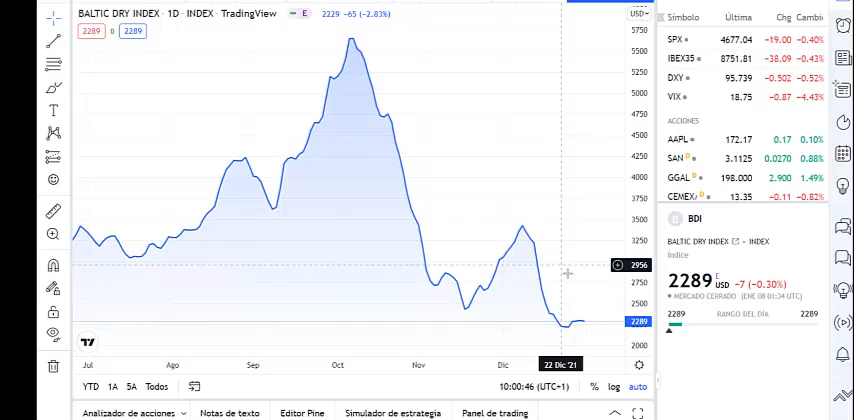 BALTIC DRY INDEX · 1D · INDEX · TradingView E 2229 −65 (−2.83%)
2289 0 2289
USD
5750
5500
5250
5000
4750
4500
4250
4000
3750
3500
3250
2956
2750
2500
2289
2000
Jul Ago Sep Oct Nov Dic 22 Dic '21
YTD 1A 5A Todos 10:00:46 (UTC+1) % log auto
Analizador de acciones Notas de texto Editor Pine Simulador de estrategia Panel de trading
Símbolo Última Chg Cambi
SPX 4677.04 −19.00 −0.40%
IBEX35 8751.81 −38.09 −0.43%
DXY 95.739 −0.502 −0.52%
VIX 18.75 −0.87 −4.43%
ACCIONES
AAPL 172.17 0.17 0.10%
SAN D 3.1125 0.0270 0.88%
GGAL D 198.000 2.900 1.49%
CEMEX/ D 13.35 −0.11 −0.82%
B BDI
BALTIC DRY INDEX • INDEX
Índice
2289 E USD −7 (−0.30%)
MERCADO CERRADO (ENE 08 01:34 UTC)
2289 RANGO DEL DÍA 2289